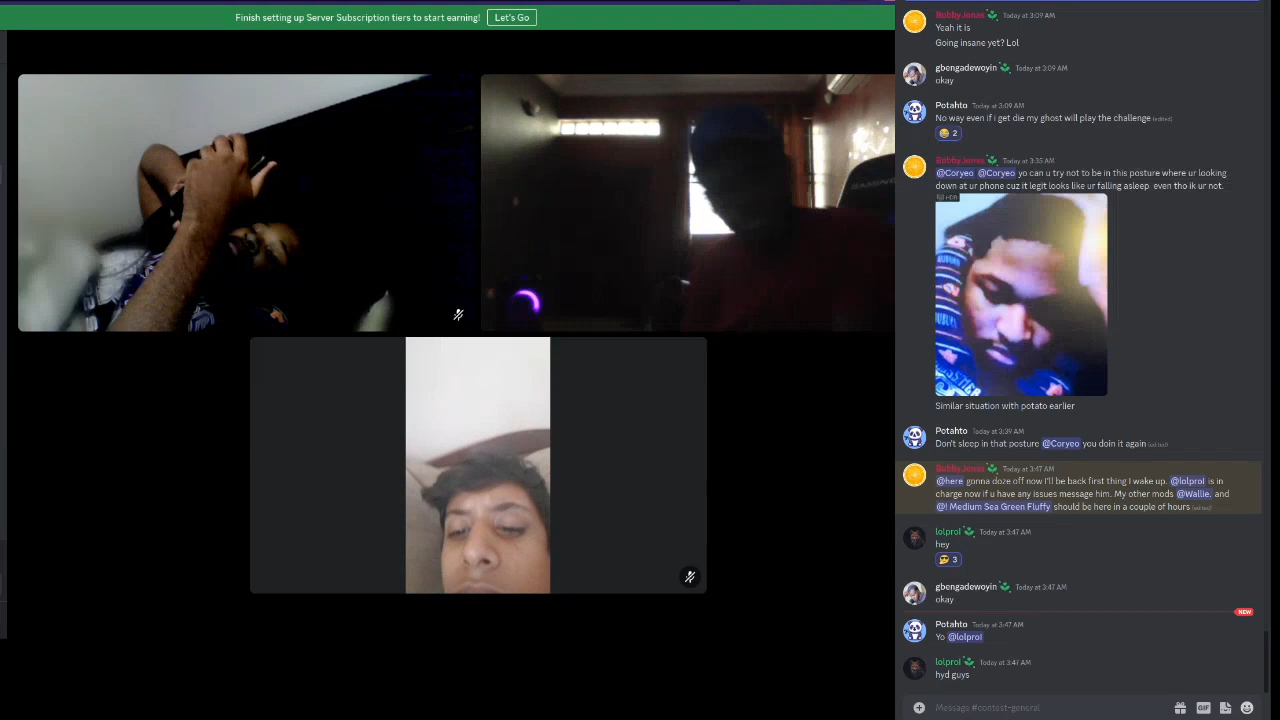 Finish setting up Server Subscription tiers to start earning!
Let's Go
BobbyJonas Today at 3:09 AM
Yeah it is
Going insane yet? Lol
gbengadewoyin Today at 3:09 AM
okay
Potahto Today at 3:09 AM
No way even if i get die my ghost will play the challenge (edited)
2
BobbyJonas Today at 3:35 AM
@Coryeo @Coryeo yo can u try not to be in this posture where ur looking
down at ur phone cuz it legit looks like ur falling asleep even tho ik ur not.
HDR
Similar situation with potato earlier
Potahto Today at 3:39 AM
Don't sleep in that posture @Coryeo you doin it again (edited)
BobbyJonas Today at 3:47 AM
@here gonna doze off now I'll be back first thing I wake up. @lolprol is in
charge now if u have any issues message him. My other mods @Wallie. and
@! Medium Sea Green Fluffy should be here in a couple of hours (edited)
lolprol Today at 3:47 AM
hey
3
gbengadewoyin Today at 3:47 AM
okay
NEW
Potahto Today at 3:47 AM
Yo @lolprol
lolprol Today at 3:47 AM
hyd guys
Message #contest-general
GIF